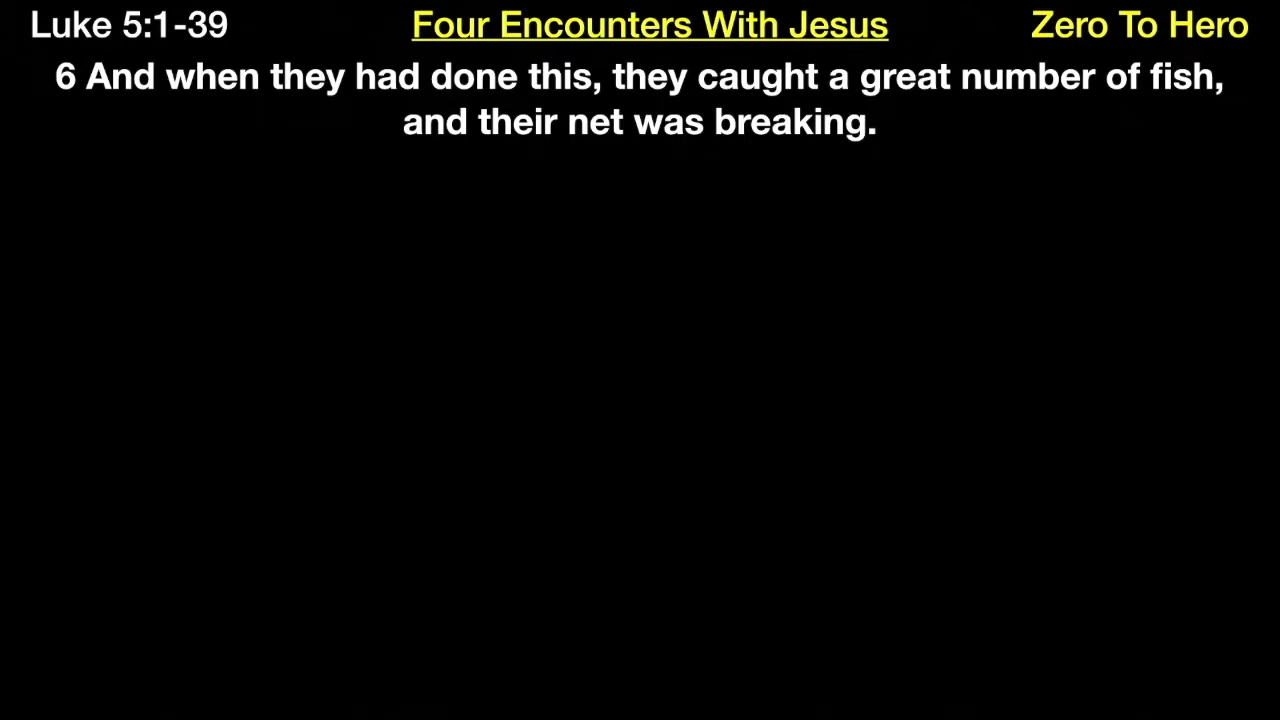 Luke 5:1-39 Four Encounters With Jesus Zero To Hero
6 And when they had done this, they caught a great number of fish,
and their net was breaking.